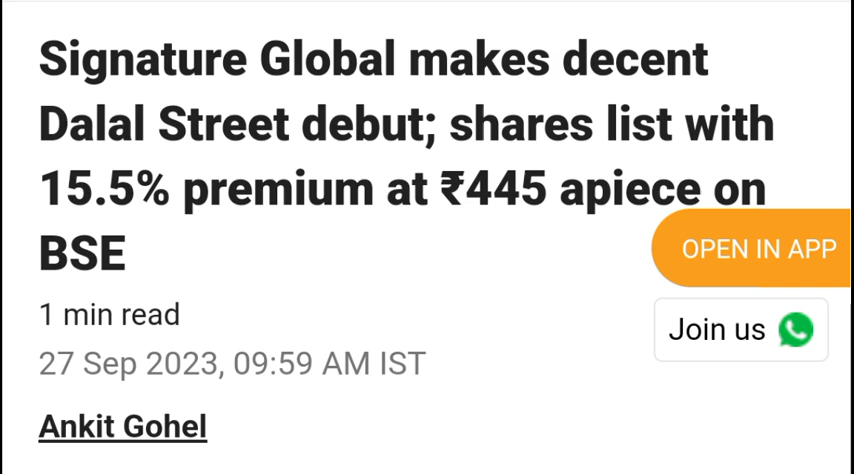 Signature Global makes decent
Dalal Street debut; shares list with
15.5% premium at ₹445 apiece on
BSE
OPEN IN APP
1 min read
Join us
27 Sep 2023, 09:59 AM IST
Ankit Gohel